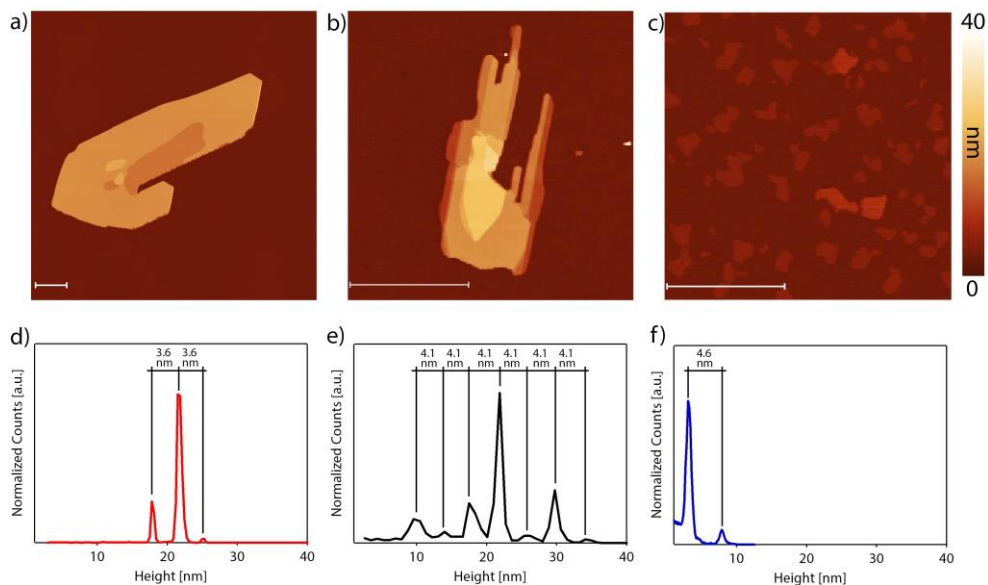 a)
b)
c)
40
nm
0
d)
3.6 nm
3.6 nm
Normalized Counts [a.u.]
10
20
30
40
Height [nm]
e)
4.1 nm
4.1 nm
4.1 nm
4.1 nm
4.1 nm
4.1 nm
Normalized Counts [a.u.]
10
20
30
40
Height [nm]
f)
4.6 nm
Normalized Counts [a.u.]
10
20
30
40
Height [nm]